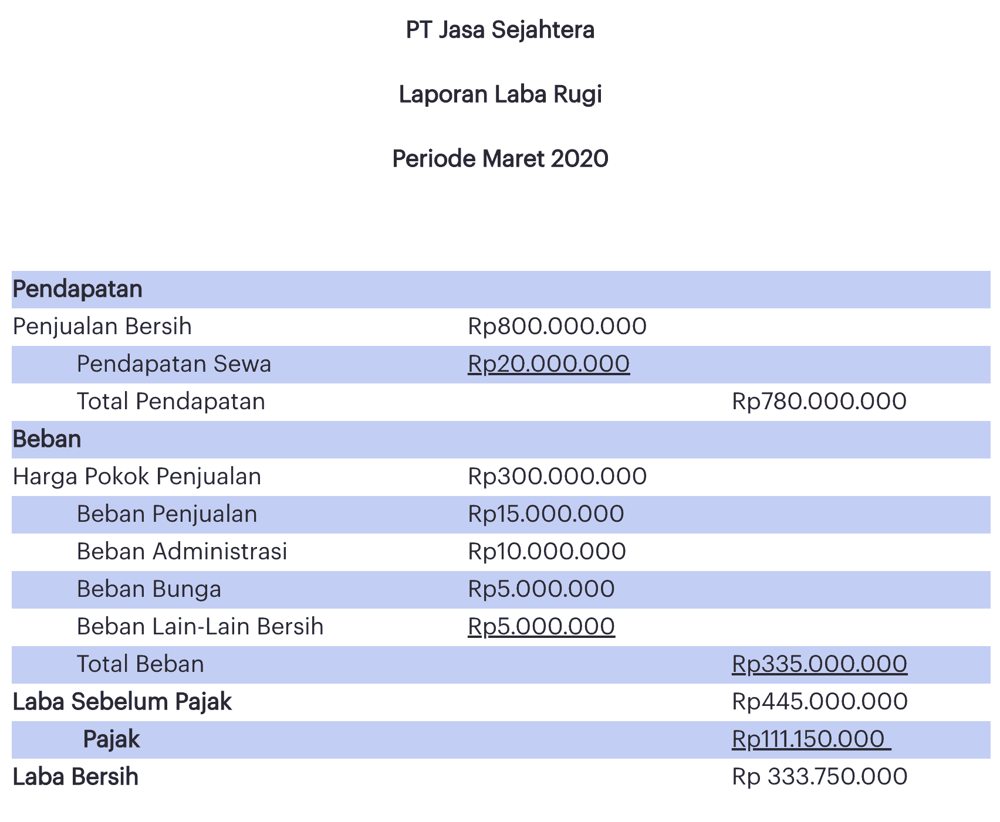 PT Jasa Sejahtera
Laporan Laba Rugi
Periode Maret 2020
Pendapatan
Penjualan Bersih Rp800.000.000
Pendapatan Sewa Rp20.000.000
Total Pendapatan Rp780.000.000
Beban
Harga Pokok Penjualan Rp300.000.000
Beban Penjualan Rp15.000.000
Beban Administrasi Rp10.000.000
Beban Bunga Rp5.000.000
Beban Lain-Lain Bersih Rp5.000.000
Total Beban Rp335.000.000
Laba Sebelum Pajak Rp445.000.000
Pajak Rp111.150.000
Laba Bersih Rp 333.750.000